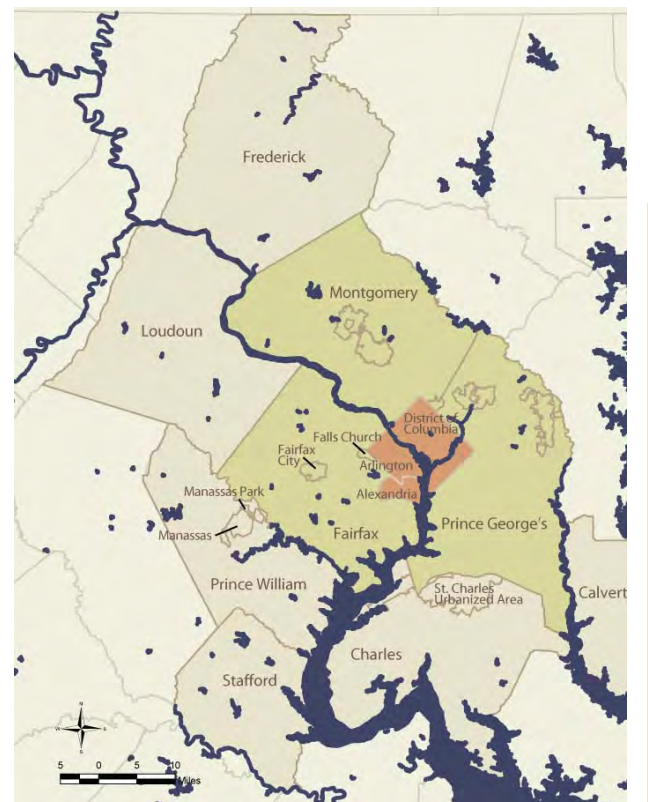 Frederick
Montgomery
Loudoun
District of
Columbia
Falls Church
Fairfax
City
Arlington
Manassas Park
Alexandria
Manassas
Fairfax
Prince George's
Prince William
St. Charles
Urbanized Area
Calvert
Charles
Stafford
N
W
E
S
5 0 5 10
Miles